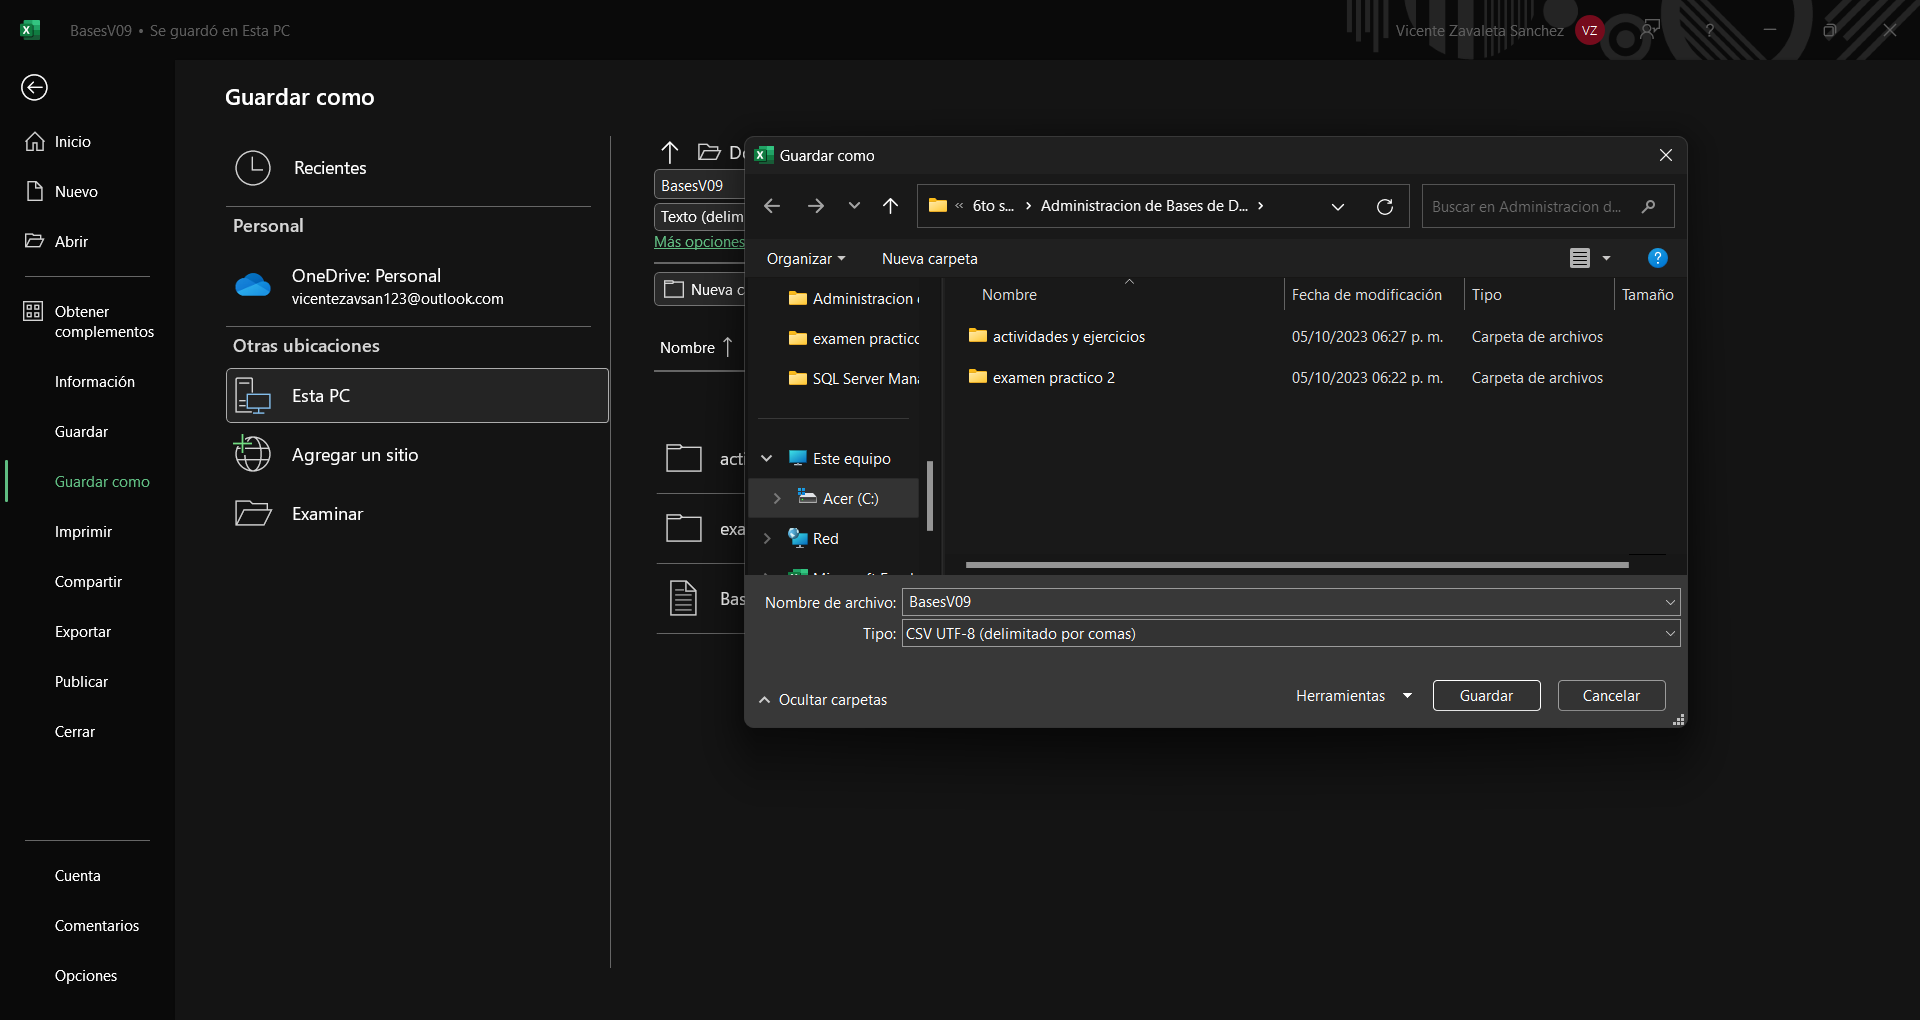 BasesV09 • Se guardó en Esta PC
Vicente Zavaleta Sanchez
VZ
?
Guardar como
Inicio
Nuevo
Abrir
Obtener
complementos
Información
Guardar
Guardar como
Imprimir
Compartir
Exportar
Publicar
Cerrar
Cuenta
Comentarios
Opciones
Recientes
Personal
OneDrive: Personal
vicentezavsan123@outlook.com
Otras ubicaciones
Esta PC
Agregar un sitio
Examinar
BasesV09
Texto (delim
Más opciones
Nueva c
Nombre ↑
acti
exa
Bas
Guardar como
« 6to s... › Administracion de Bases de D... ›
Buscar en Administracion d...
Organizar
Nueva carpeta
?
Administracion
examen practico
SQL Server Mana
Este equipo
Acer (C:)
Red
Nombre
Fecha de modificación
Tipo
Tamaño
actividades y ejercicios
05/10/2023 06:27 p. m.
Carpeta de archivos
examen practico 2
05/10/2023 06:22 p. m.
Carpeta de archivos
Nombre de archivo: BasesV09
Tipo: CSV UTF-8 (delimitado por comas)
Ocultar carpetas
Herramientas
Guardar
Cancelar